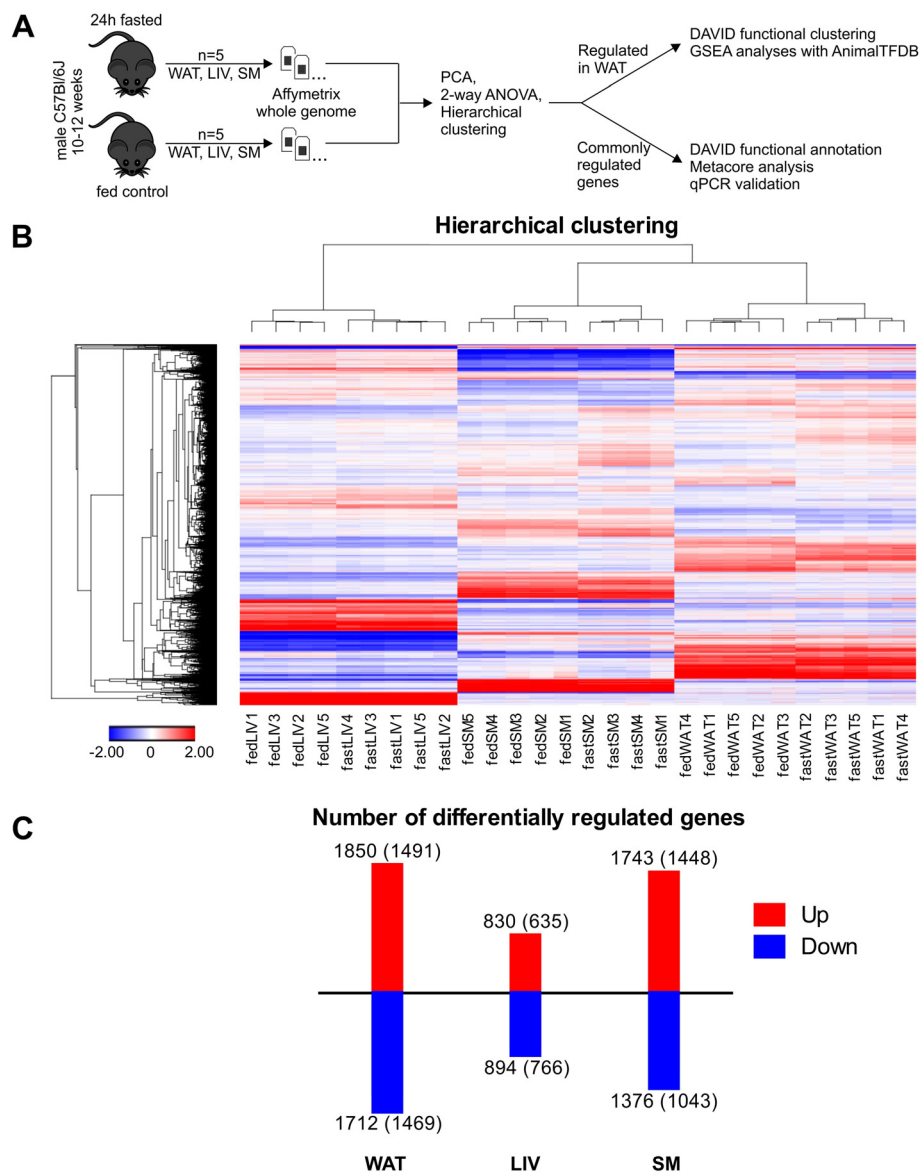 A
24h fasted
male C57Bl/6J
10-12 weeks
n=5
WAT, LIV, SM
...
Affymetrix
whole genome
n=5
WAT, LIV, SM
...
fed control
PCA,
2-way ANOVA,
Hierarchical
clustering
Regulated
in WAT
DAVID functional clustering
GSEA analyses with AnimalTFDB
Commonly
regulated
genes
DAVID functional annotation
Metacore analysis
qPCR validation
B
Hierarchical clustering
-2.00 0 2.00
fedLIV1
fedLIV3
fedLIV2
fedLIV5
fastLIV4
fastLIV3
fastLIV1
fastLIV5
fastLIV2
fedSM5
fedSM4
fedSM3
fedSM2
fedSM1
fastSM2
fastSM3
fastSM4
fastSM1
fedWAT4
fedWAT1
fedWAT5
fedWAT2
fedWAT3
fastWAT2
fastWAT3
fastWAT5
fastWAT1
fastWAT4
C
Number of differentially regulated genes
1850 (1491)
830 (635)
1743 (1448)
Up
Down
1712 (1469)
894 (766)
1376 (1043)
WAT LIV SM